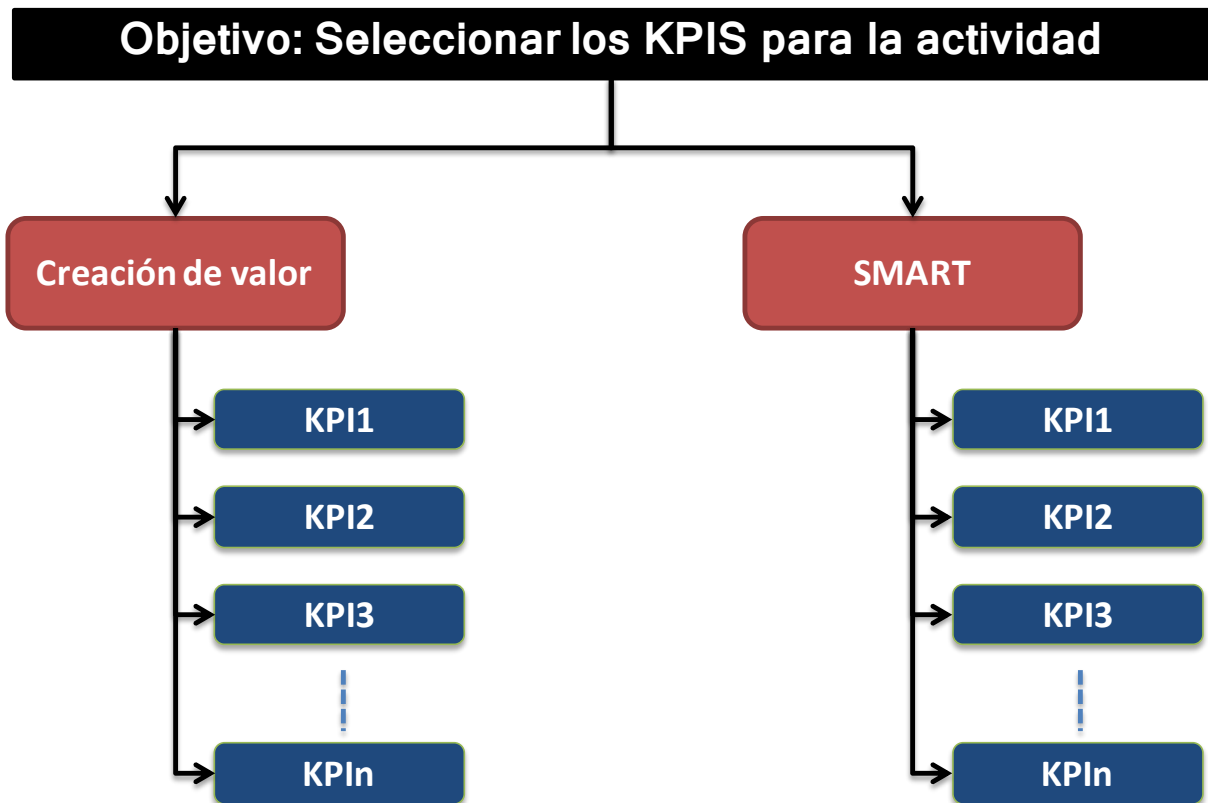 Objetivo: Seleccionar los KPIS para la actividad
Creación de valor
KPI1
KPI2
KPI3
KPIn
SMART
KPI1
KPI2
KPI3
KPIn